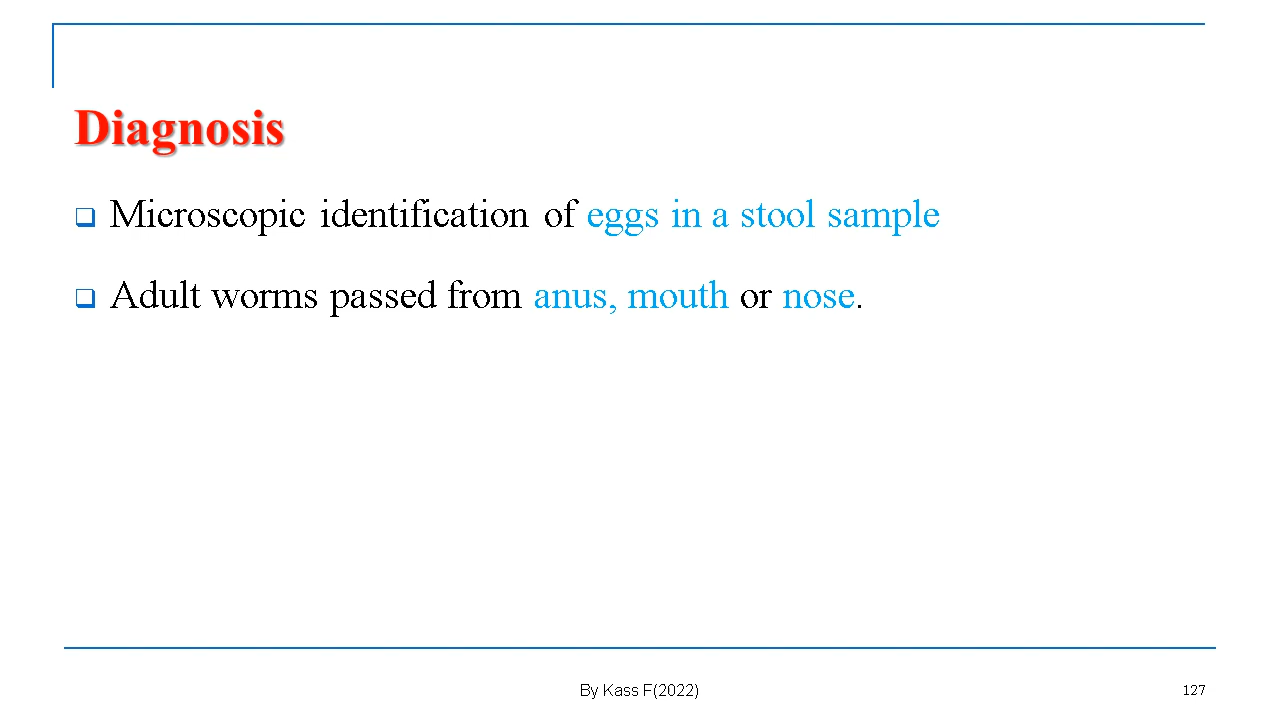 Diagnosis
❑ Microscopic identification of eggs in a stool sample
❑ Adult worms passed from anus, mouth or nose.
By Kass F(2022)
127